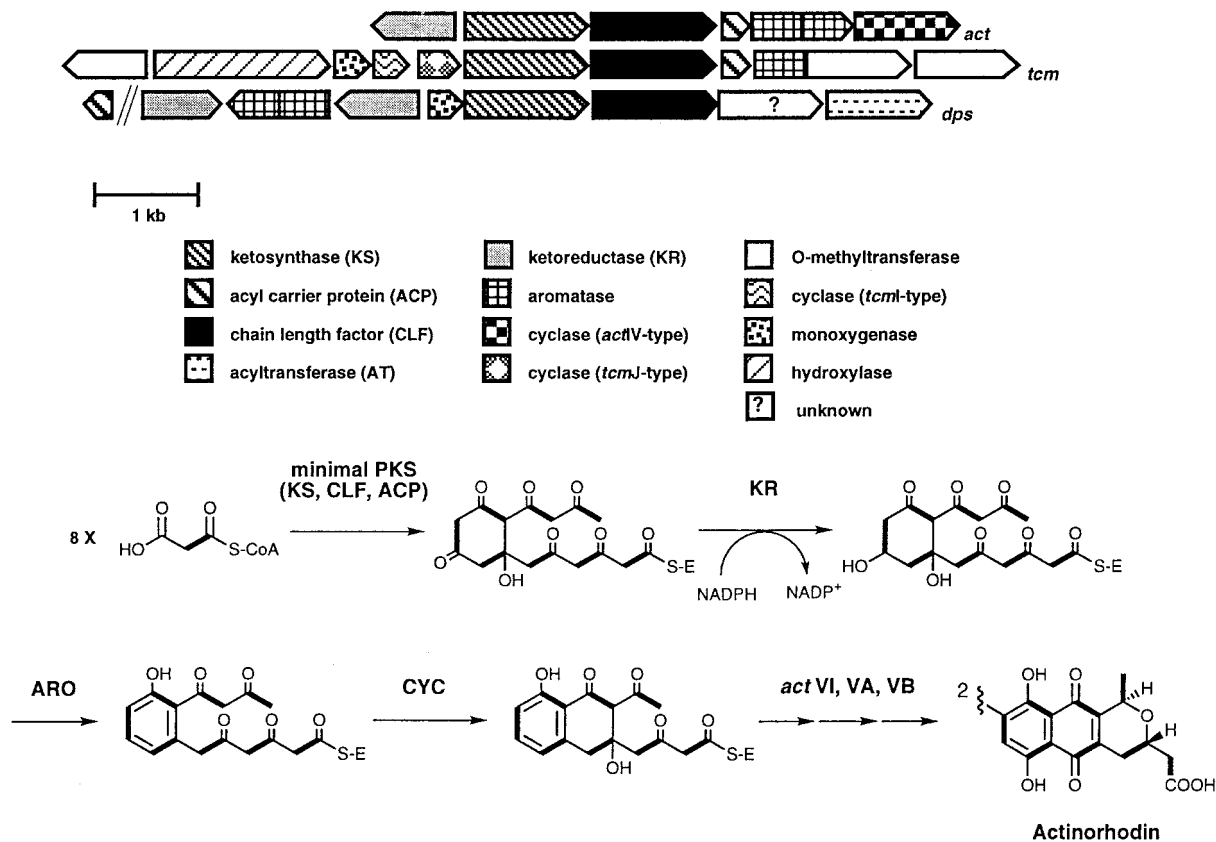 act
tcm
?
dps
1 kb
ketosynthase (KS)
ketoreductase (KR)
O-methyltransferase
acyl carrier protein (ACP)
aromatase
cyclase (tcmI-type)
chain length factor (CLF)
cyclase (actIV-type)
monoxygenase
acyltransferase (AT)
cyclase (tcmJ-type)
hydroxylase
? unknown
minimal PKS
(KS, CLF, ACP)
KR
8 X
O O
HO S-CoA
O O O
O O O O
OH S-E
NADPH NADP+
O O O
O O O
HO OH S-E
ARO
OH O O
O O O
S-E
CYC
OH O O
O O
OH S-E
act VI, VA, VB
2
OH O H
O
H
OH O COOH
Actinorhodin